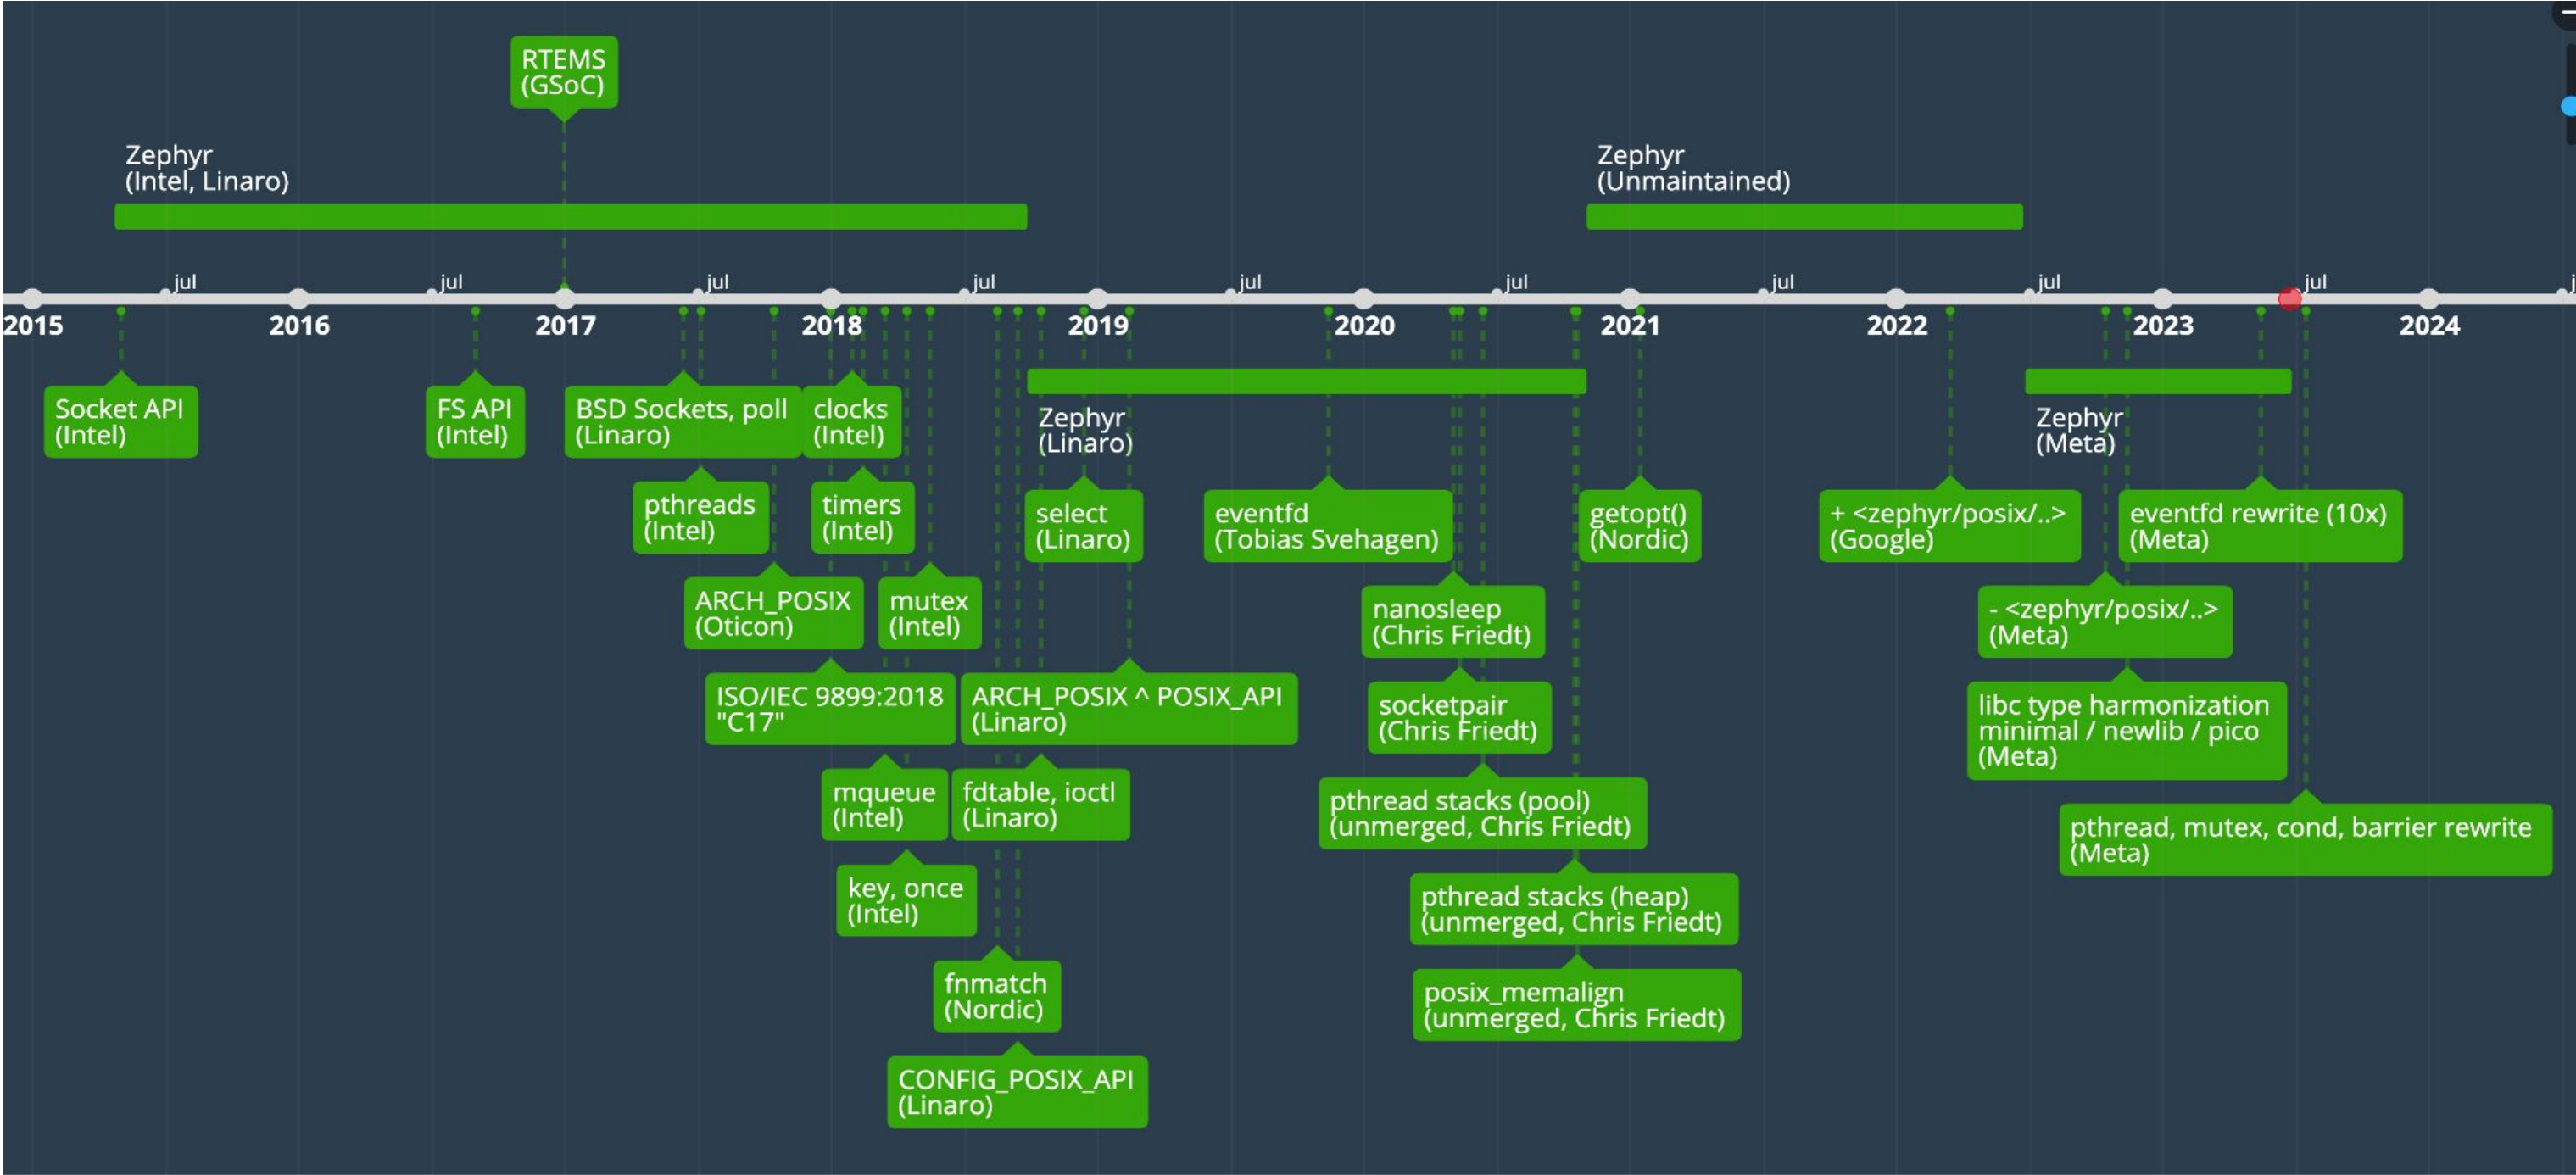 RTEMS
(GSoC)
Zephyr
(Intel, Linaro)
Zephyr
(Unmaintained)
jul
jul
jul
jul
jul
jul
jul
jul
jul
2015
2016
2017
2018
2019
2020
2021
2022
2023
2024
Socket API
(Intel)
FS API
(Intel)
BSD Sockets, poll
(Linaro)
clocks
(Intel)
Zephyr
(Linaro)
Zephyr
(Meta)
pthreads
(Intel)
timers
(Intel)
select
(Linaro)
eventfd
(Tobias Svehagen)
getopt()
(Nordic)
+ <zephyr/posix/..>
(Google)
eventfd rewrite (10x)
(Meta)
ARCH_POSIX
(Oticon)
mutex
(Intel)
nanosleep
(Chris Friedt)
- <zephyr/posix/..>
(Meta)
ISO/IEC 9899:2018
"C17"
ARCH_POSIX ^ POSIX_API
(Linaro)
socketpair
(Chris Friedt)
libc type harmonization
minimal / newlib / pico
(Meta)
mqueue
(Intel)
fdtable, ioctl
(Linaro)
pthread stacks (pool)
(unmerged, Chris Friedt)
pthread, mutex, cond, barrier rewrite
(Meta)
key, once
(Intel)
pthread stacks (heap)
(unmerged, Chris Friedt)
fnmatch
(Nordic)
posix_memalign
(unmerged, Chris Friedt)
CONFIG_POSIX_API
(Linaro)